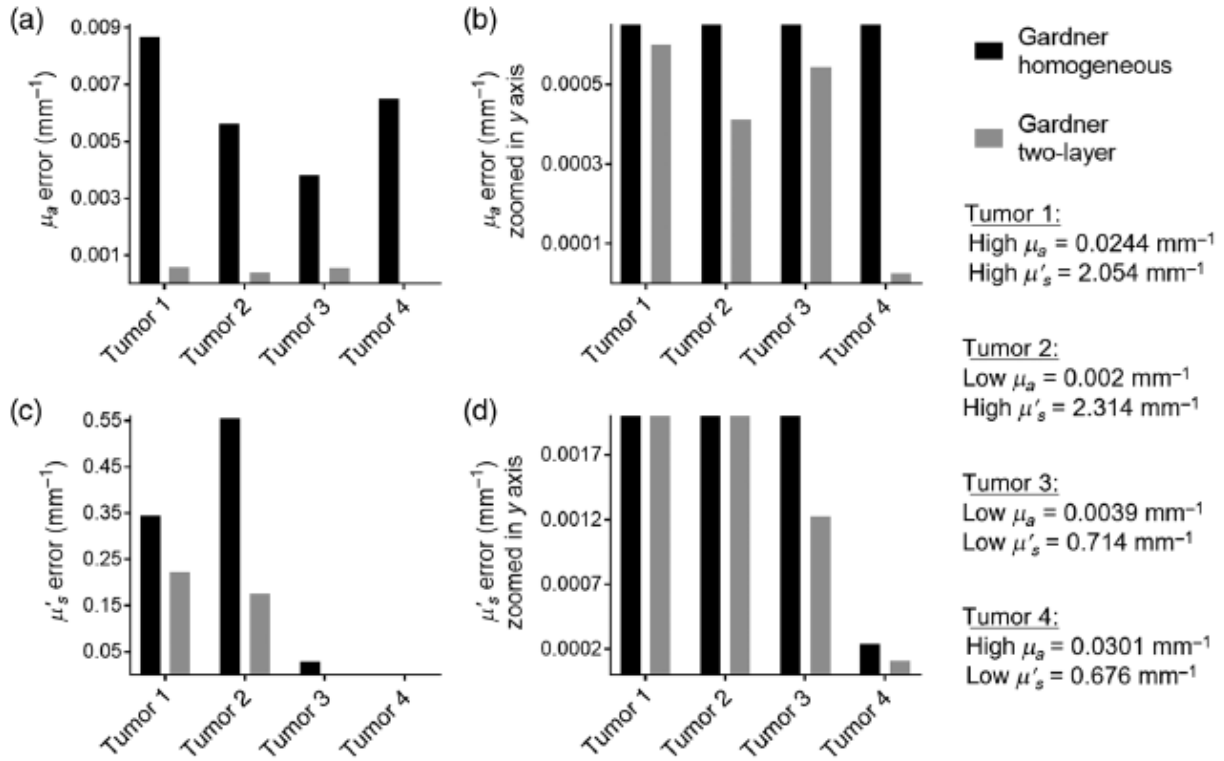 (a)
μa error (mm−1)
0.009
0.007
0.005
0.003
0.001
Tumor 1
Tumor 2
Tumor 3
Tumor 4
(b)
μa error (mm−1)
zoomed in y axis
0.0005
0.0003
0.0001
Tumor 1
Tumor 2
Tumor 3
Tumor 4
Gardner
homogeneous
Gardner
two-layer
Tumor 1:
High μa = 0.0244 mm−1
High μ's = 2.054 mm−1
Tumor 2:
Low μa = 0.002 mm−1
High μ's = 2.314 mm−1
Tumor 3:
Low μa = 0.0039 mm−1
Low μ's = 0.714 mm−1
Tumor 4:
High μa = 0.0301 mm−1
Low μ's = 0.676 mm−1
(c)
μ's error (mm−1)
0.55
0.45
0.35
0.25
0.15
0.05
Tumor 1
Tumor 2
Tumor 3
Tumor 4
(d)
μ's error (mm−1)
zoomed in y axis
0.0017
0.0012
0.0007
0.0002
Tumor 1
Tumor 2
Tumor 3
Tumor 4